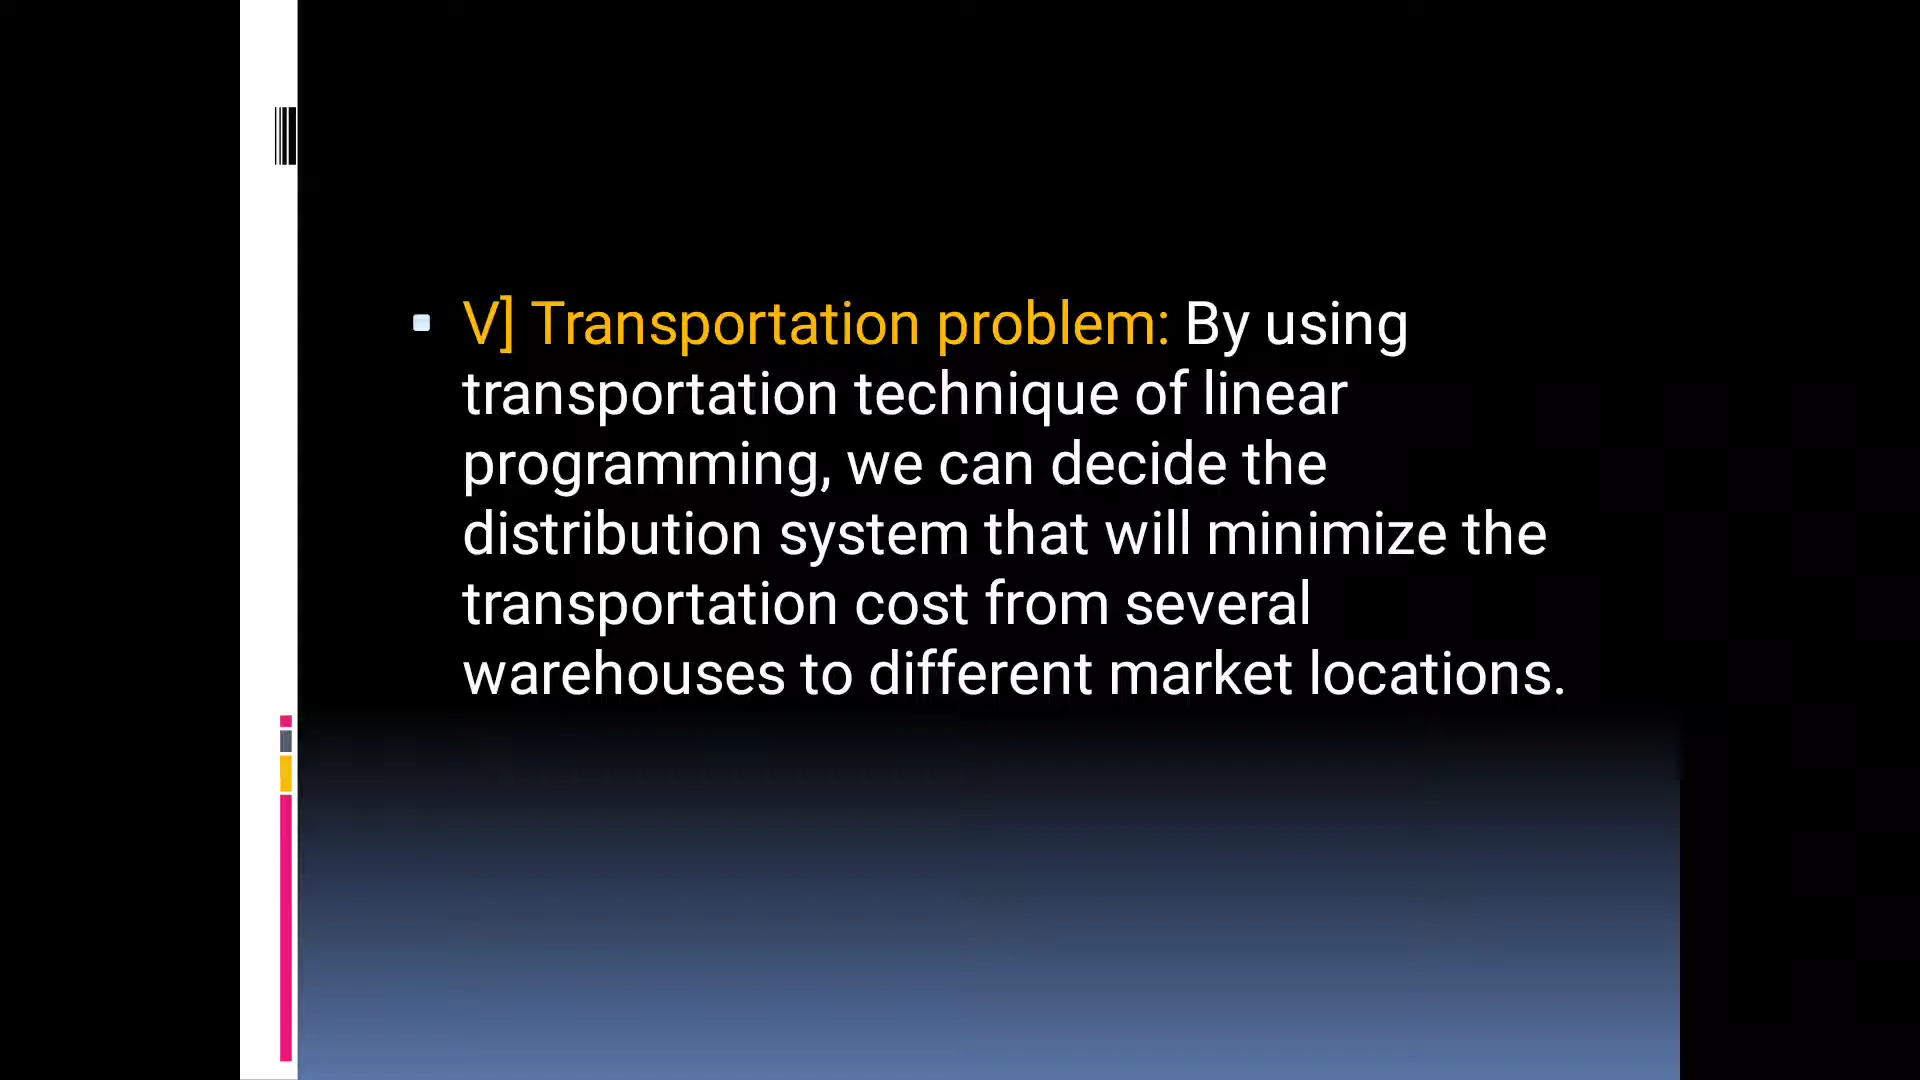 V] Transportation problem: By using
transportation technique of linear
programming, we can decide the
distribution system that will minimize the
transportation cost from several
warehouses to different market locations.